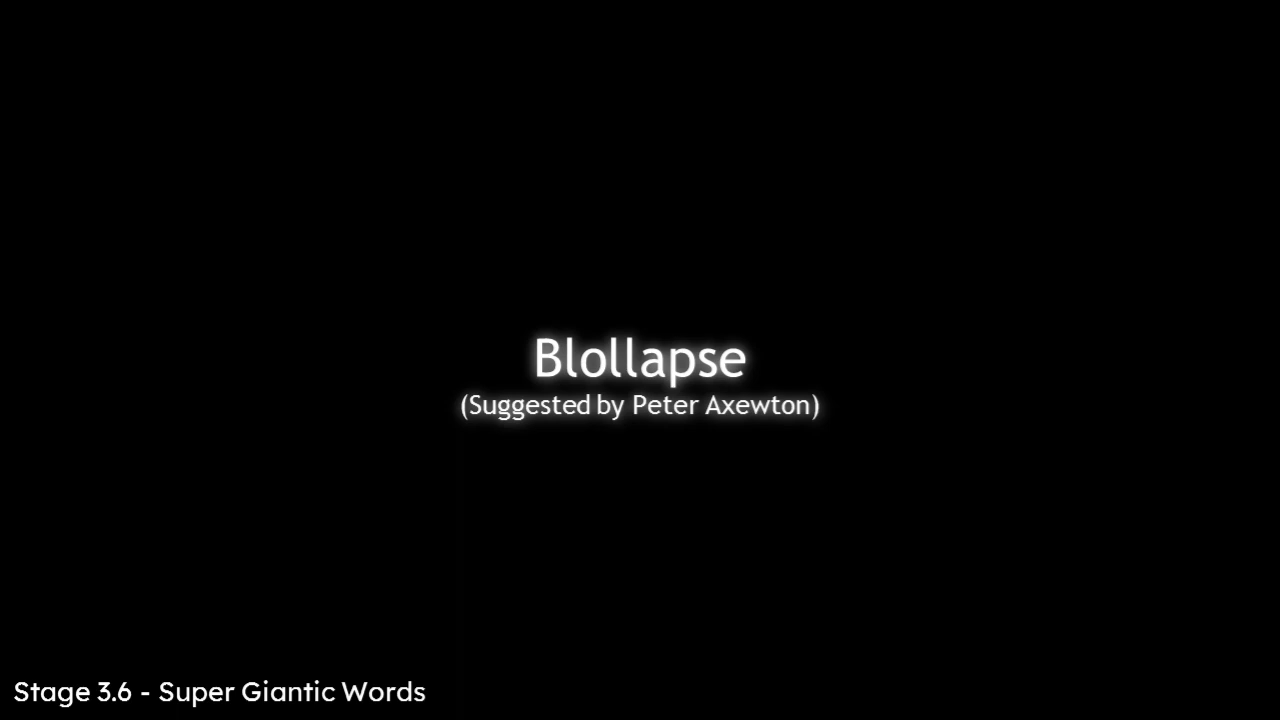 Blollapse
(Suggested by Peter Axewton)
Stage 3.6 - Super Giantic Words